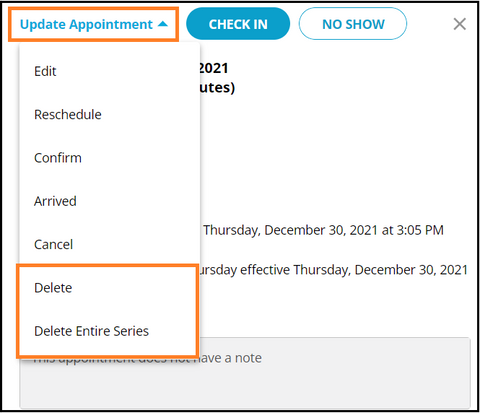 Update Appointment
CHECK IN
NO SHOW
Edit
2021
Reschedule
utes)
Confirm
Arrived
Thursday, December 30, 2021 at 3:05 PM
Cancel
ursday effective Thursday, December 30, 2021
Delete
Delete Entire Series
This appointment does not have a note